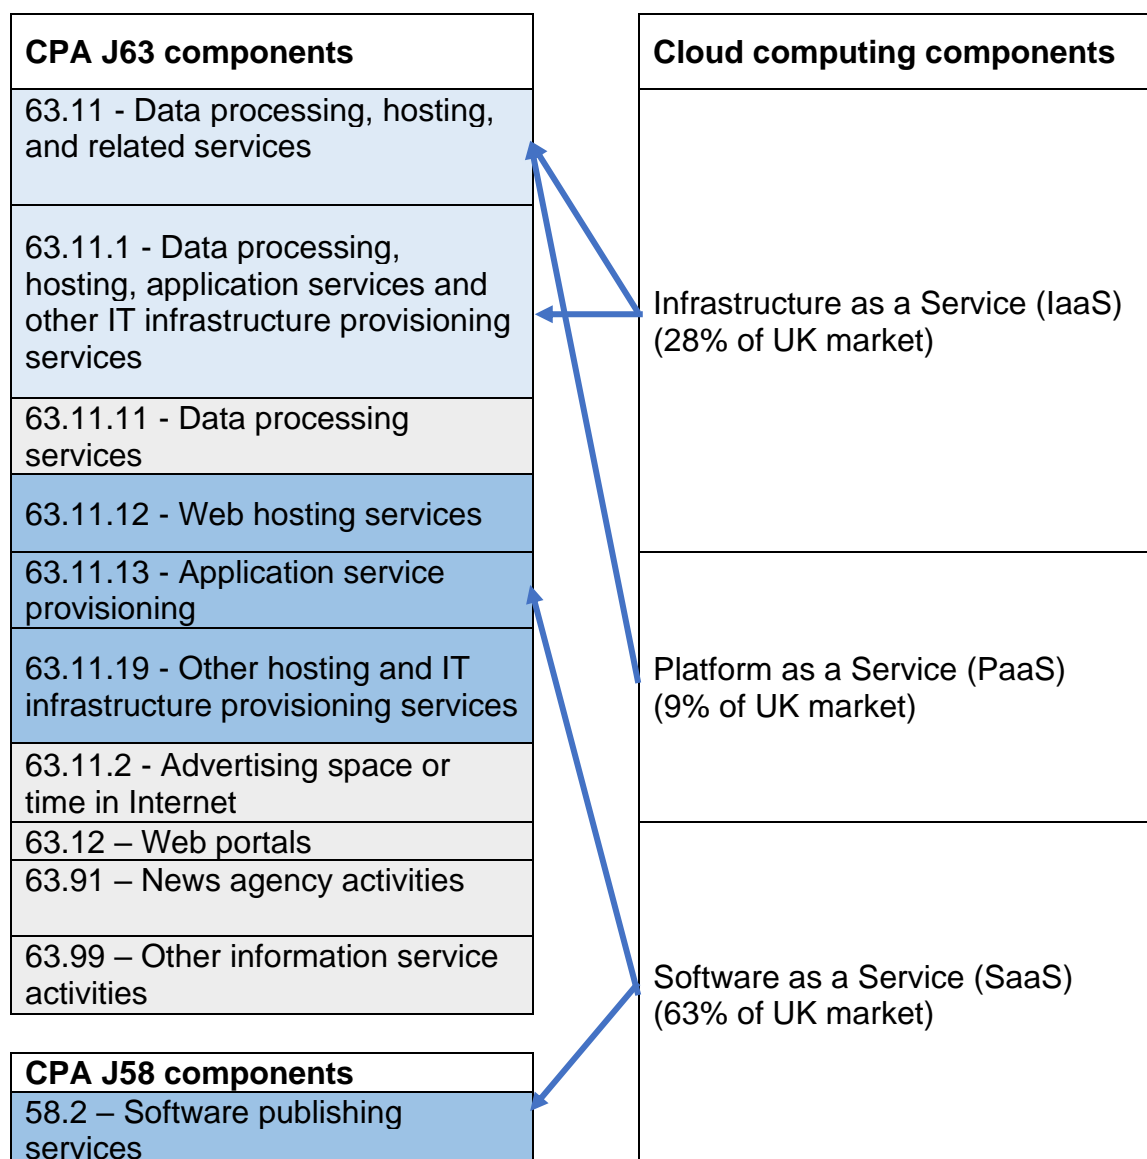 CPA J63 components
63.11 - Data processing, hosting,
and related services
63.11.1 - Data processing,
hosting, application services and
other IT infrastructure provisioning
services
63.11.11 - Data processing
services
63.11.12 - Web hosting services
63.11.13 - Application service
provisioning
63.11.19 - Other hosting and IT
infrastructure provisioning services
63.11.2 - Advertising space or
time in Internet
63.12 – Web portals
63.91 – News agency activities
63.99 – Other information service
activities
CPA J58 components
58.2 – Software publishing
services
Cloud computing components
Infrastructure as a Service (IaaS)
(28% of UK market)
Platform as a Service (PaaS)
(9% of UK market)
Software as a Service (SaaS)
(63% of UK market)